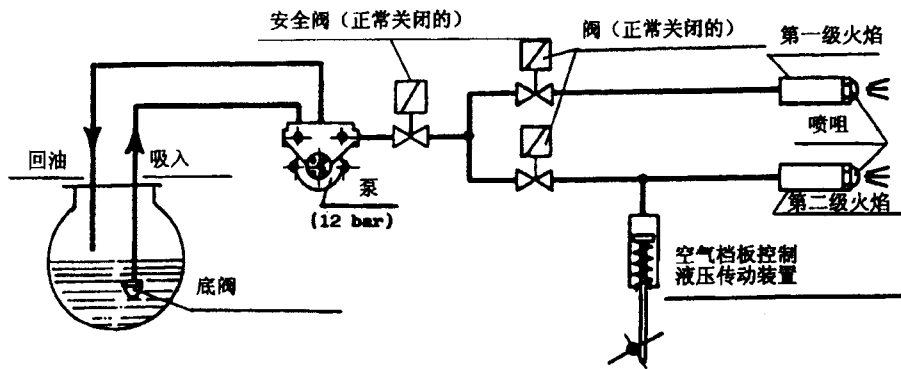 安全阀（正常关闭的）
阀（正常关闭的）
第一级火焰
喷咀
回油
吸入
泵
(12 bar)
第二级火焰
底阀
空气档板控制
液压传动装置